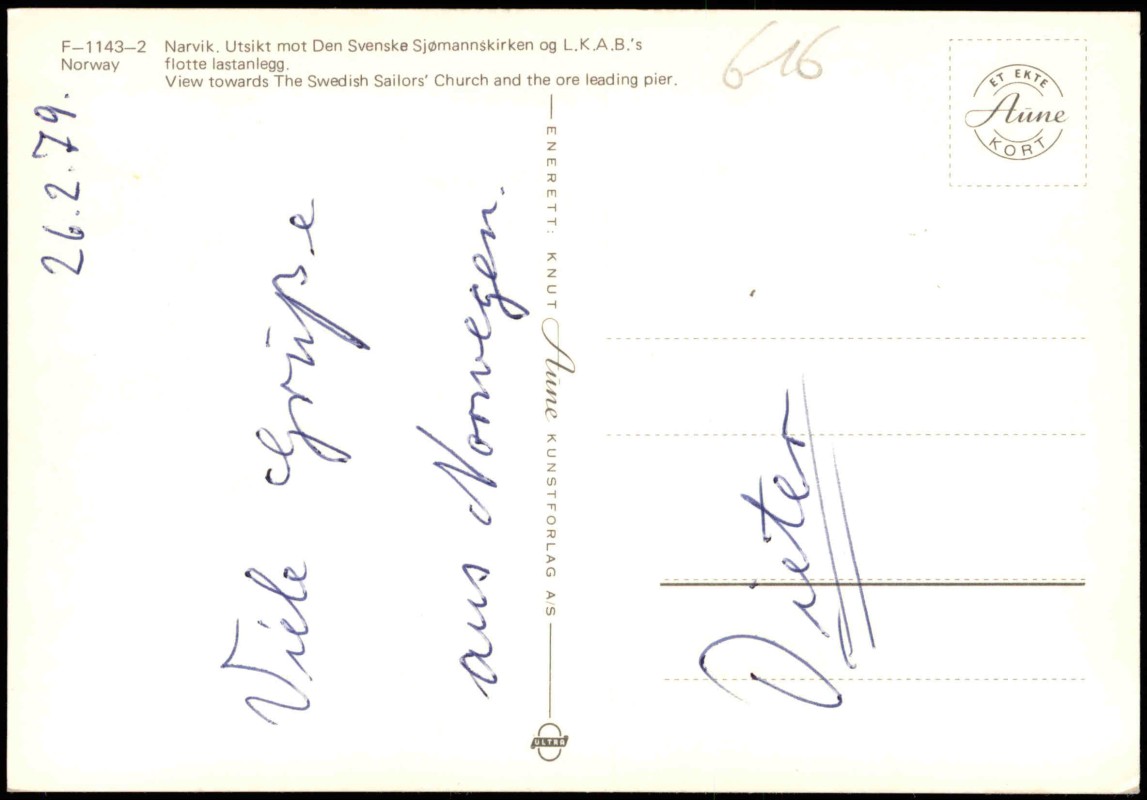 F–1143–2 Narvik. Utsikt mot Den Svenske Sjømannskirken og L.K.A.B.'s
Norway flotte lastanlegg.
View towards The Swedish Sailors' Church and the ore leading pier.
616
ET EKTE
Aüne
KORT
26.2.79.
Viele Grüße
aus Norwegen.
Dieter
ENERETT: KNUT Aüne KUNSTFORLAG A/S
ULTRA